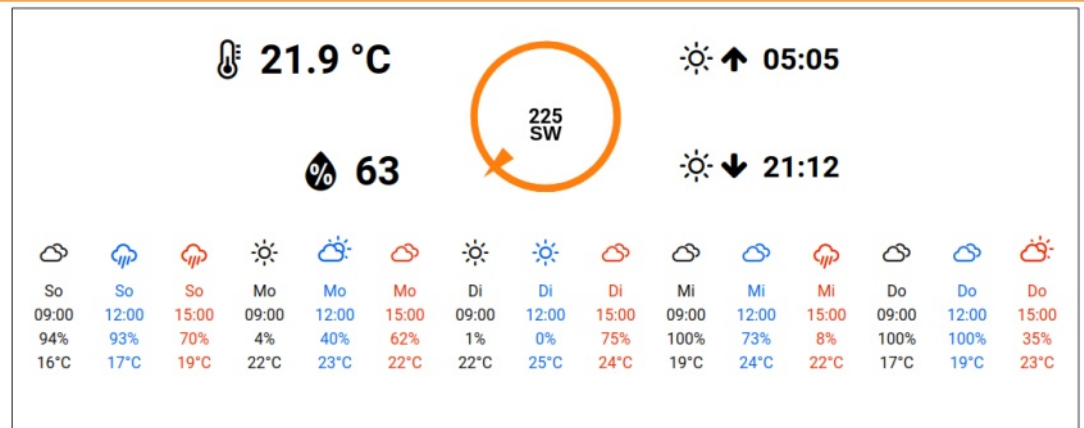 21.9 °C
05:05
225
SW
% 63
21:12
So So So Mo Mo Mo Di Di Di Mi Mi Mi Do Do Do
09:00 12:00 15:00 09:00 12:00 15:00 09:00 12:00 15:00 09:00 12:00 15:00 09:00 12:00 15:00
94% 93% 70% 4% 40% 62% 1% 0% 75% 100% 73% 8% 100% 100% 35%
16°C 17°C 19°C 22°C 23°C 22°C 22°C 25°C 24°C 19°C 24°C 22°C 17°C 19°C 23°C